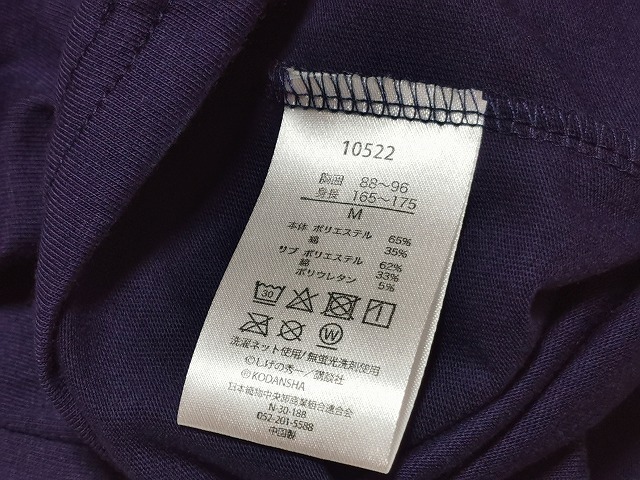 10522
胸囲 88〜96
身長 165〜175
M
本体 ポリエステル 65%
綿 35%
リブ ポリエステル 62%
綿 33%
ポリウレタン 5%
30
W
洗濯ネット使用/無蛍光洗剤使用
©しげの秀一/講談社
®KODANSHA
日本織物中央卸商業組合連合会
N-30-188
052-201-5588
中国製